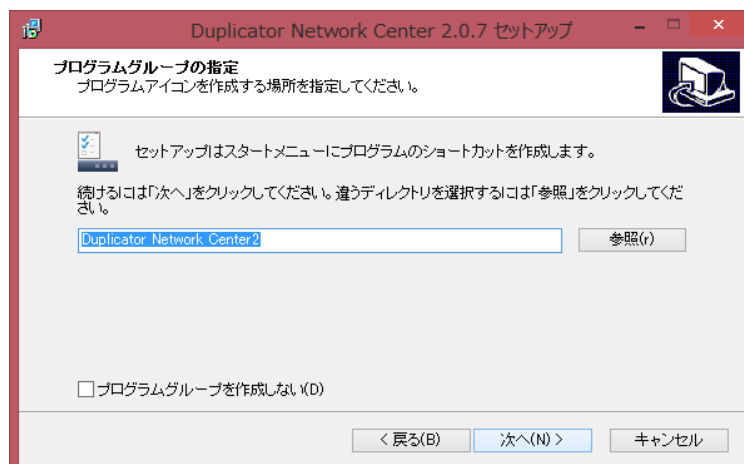 Duplicator Network Center 2.0.7 セットアップ
プログラムグループの指定
プログラムアイコンを作成する場所を指定してください。
セットアップはスタートメニューにプログラムのショートカットを作成します。
続けるには「次へ」をクリックしてください。違うディレクトリを選択するには「参照」をクリックしてくだ
さい。
Duplicator Network Center2
参照(r)
プログラムグループを作成しない(D)
< 戻る(B)
次へ(N) >
キャンセル